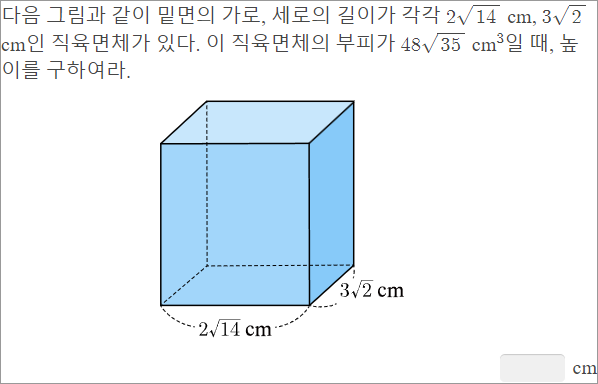 다음 그림과 같이 밑면의 가로, 세로의 길이가 각각 2√14 cm, 3√2
cm인 직육면체가 있다. 이 직육면체의 부피가 48√35 cm³일 때, 높
이를 구하여라.
3√2 cm
2√14 cm
cm